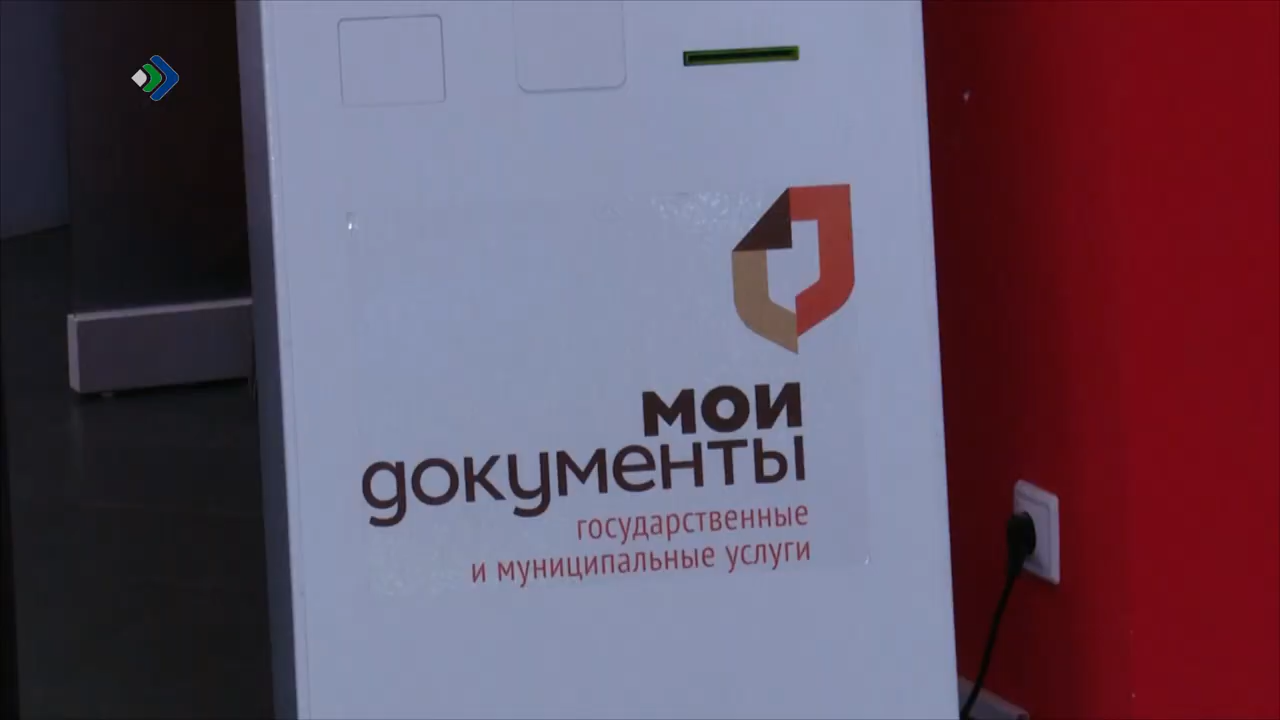 мои
документы
государственные
и муниципальные услуги